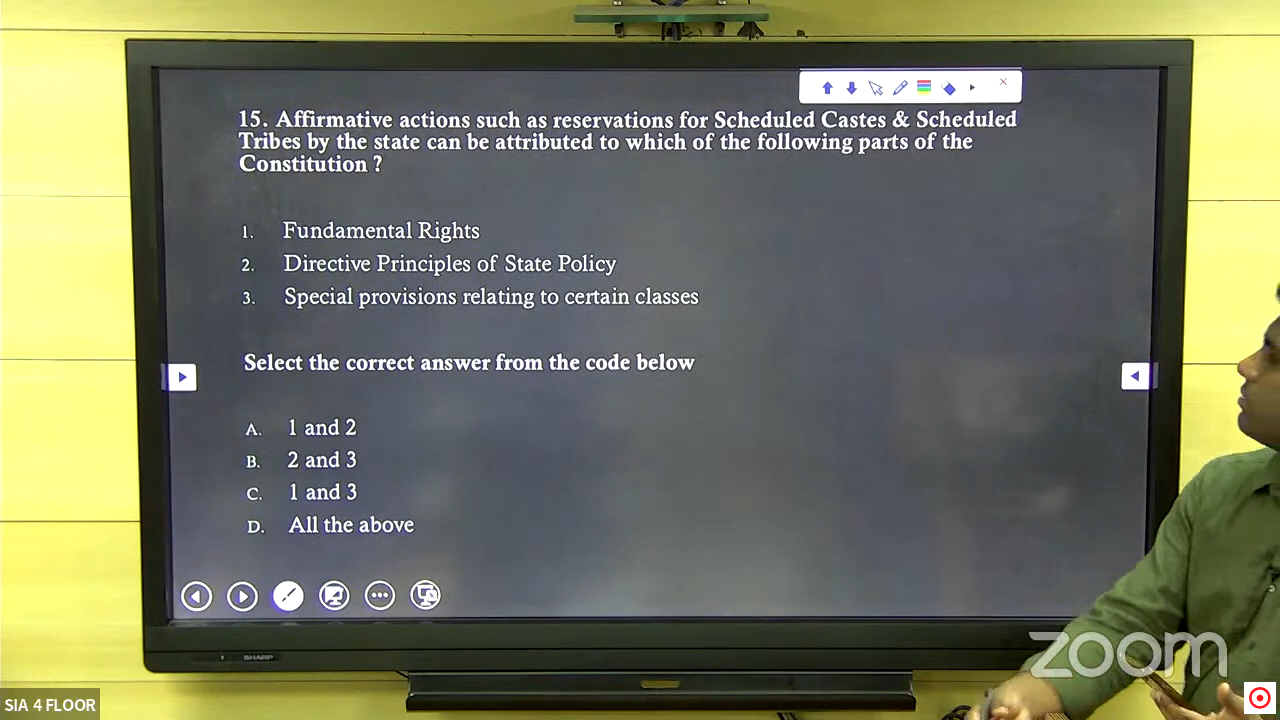 15. Affirmative actions such as reservations for Scheduled Castes & Scheduled
Tribes by the state can be attributed to which of the following parts of the
Constitution ?
1. Fundamental Rights
2. Directive Principles of State Policy
3. Special provisions relating to certain classes
Select the correct answer from the code below
A. 1 and 2
B. 2 and 3
C. 1 and 3
D. All the above
SHARP
zoom
SIA 4 FLOOR